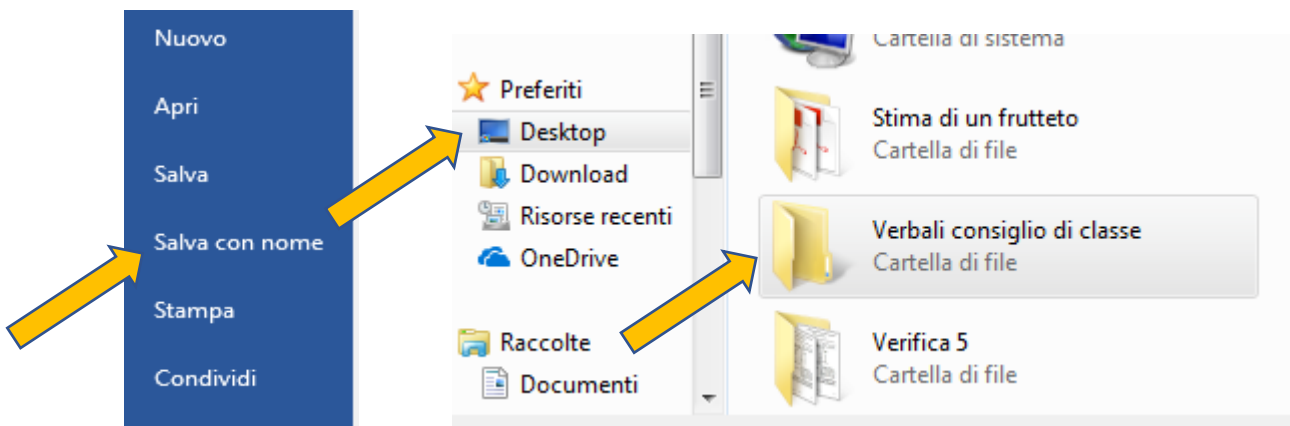 Nuovo
Apri
Salva
Salva con nome
Stampa
Condividi
Preferiti
Desktop
Download
Risorse recenti
OneDrive
Raccolte
Documenti
Cartella di sistema
Stima di un frutteto
Cartella di file
Verbali consiglio di classe
Cartella di file
Verifica 5
Cartella di file